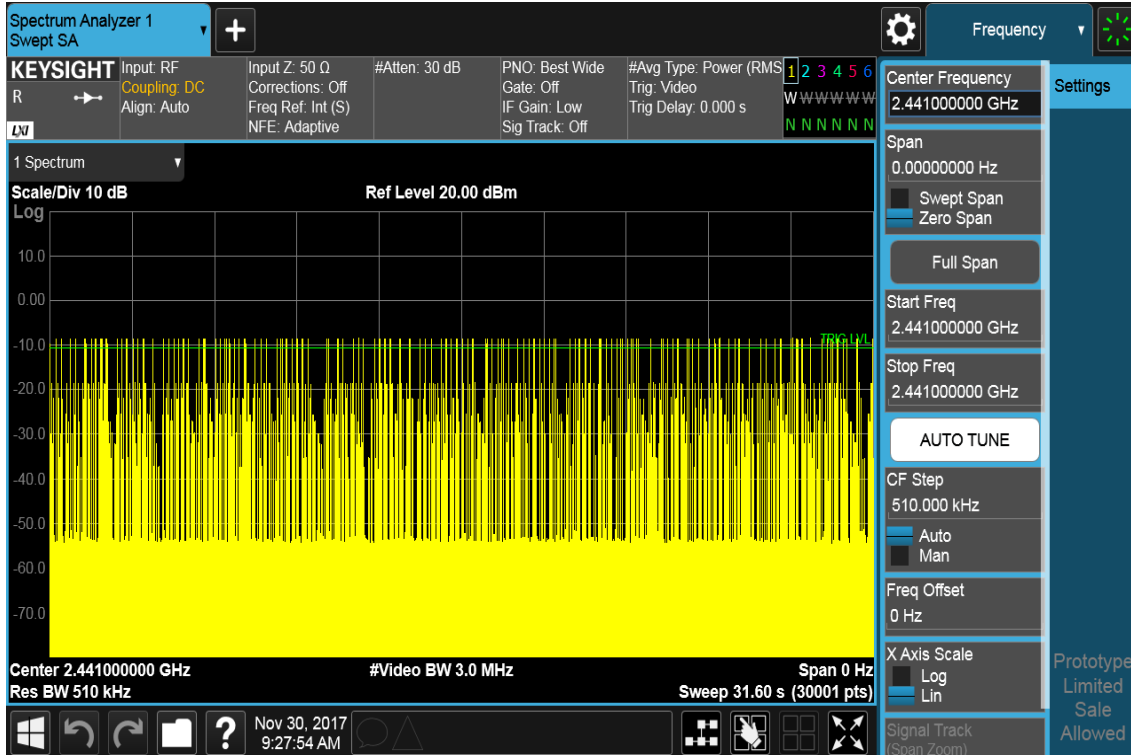 Spectrum Analyzer 1
Swept SA
+
Frequency
KEYSIGHT
R
LXI
Input: RF
Coupling: DC
Align: Auto
Input Z: 50 Ω
Corrections: Off
Freq Ref: Int (S)
NFE: Adaptive
#Atten: 30 dB
PNO: Best Wide
Gate: Off
IF Gain: Low
Sig Track: Off
#Avg Type: Power (RMS
Trig: Video
Trig Delay: 0.000 s
1 2 3 4 5 6
W W W W W W
N N N N N N
1 Spectrum
Scale/Div 10 dB
Ref Level 20.00 dBm
Log
10.0
0.00
-10.0
-20.0
-30.0
-40.0
-50.0
-60.0
-70.0
TRIG LVL
Center 2.441000000 GHz
#Video BW 3.0 MHz
Span 0 Hz
Res BW 510 kHz
Sweep 31.60 s (30001 pts)
?
Nov 30, 2017
9:27:54 AM
Center Frequency
2.441000000 GHz
Span
0.00000000 Hz
Swept Span
Zero Span
Full Span
Start Freq
2.441000000 GHz
Stop Freq
2.441000000 GHz
AUTO TUNE
CF Step
510.000 kHz
Auto
Man
Freq Offset
0 Hz
X Axis Scale
Log
Lin
Signal Track
(Span Zoom)
Settings
Prototype
Limited
Sale
Allowed